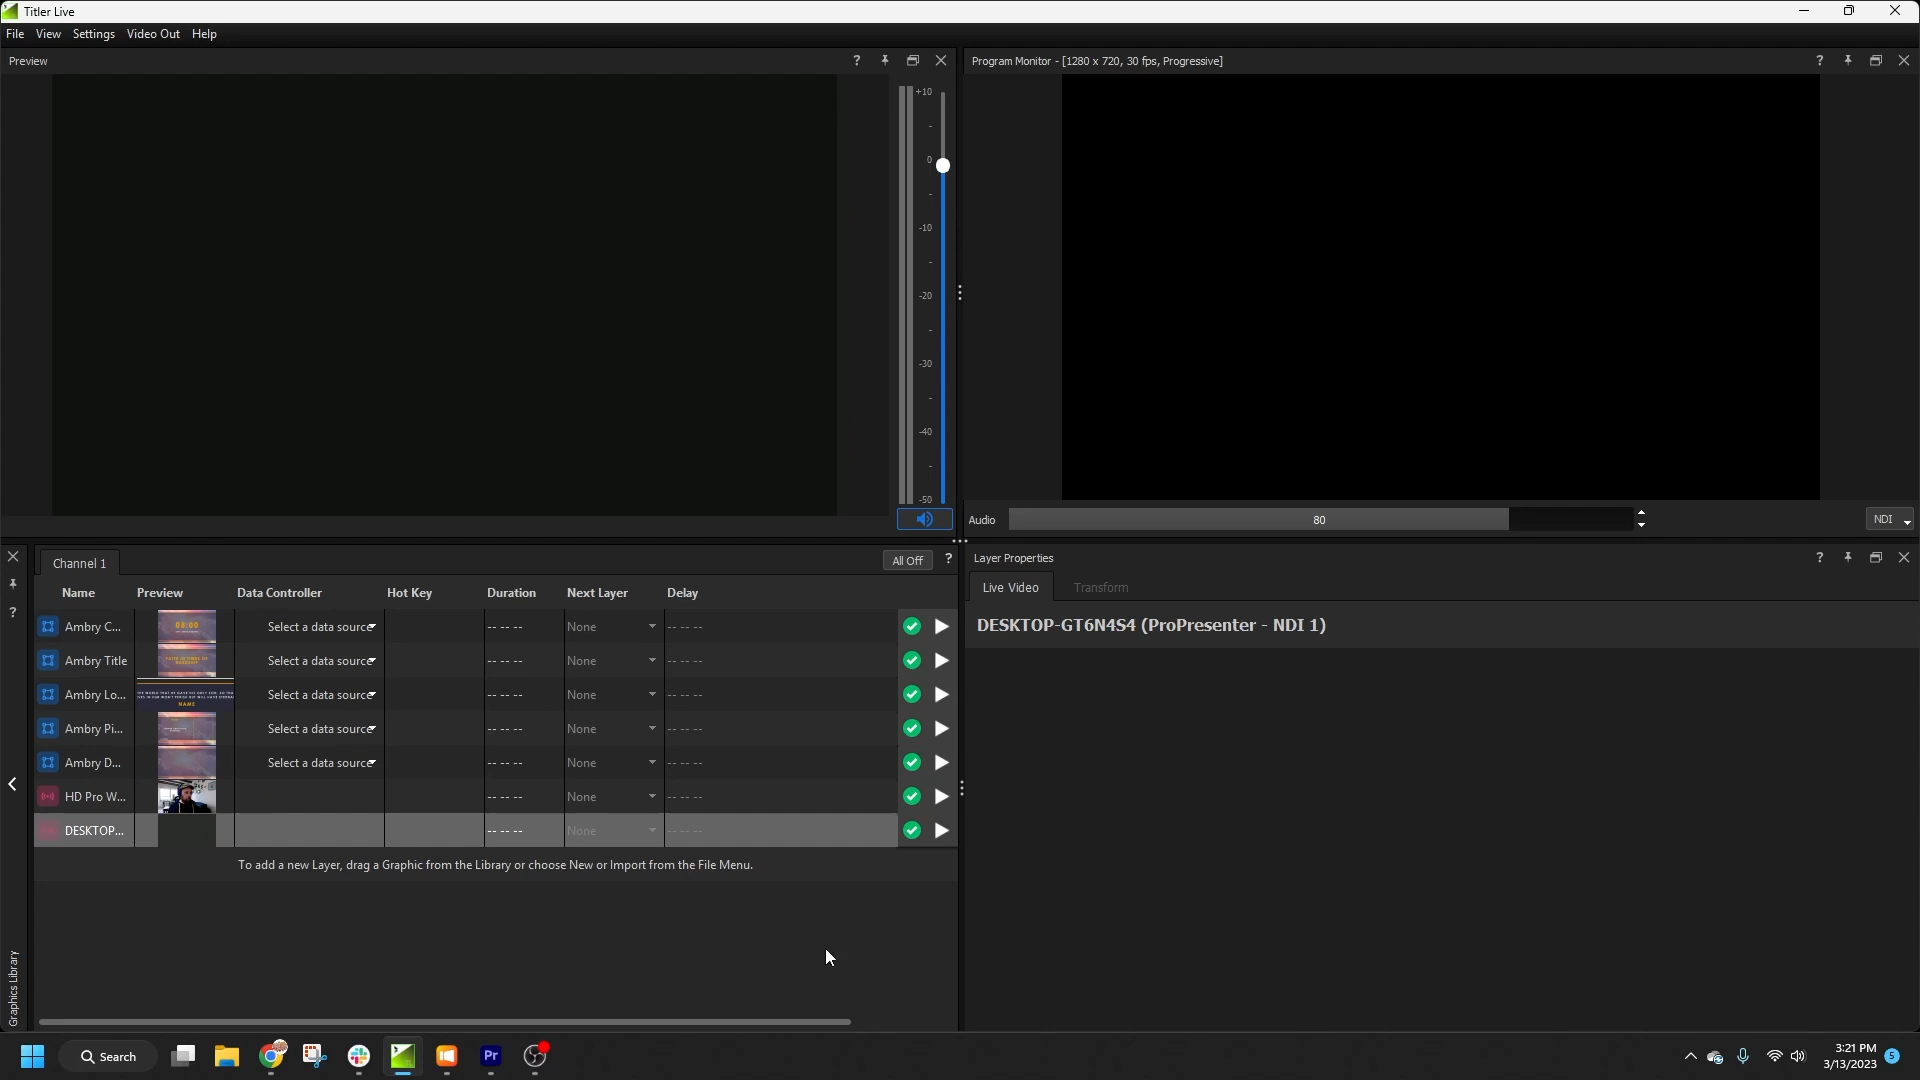 Titler Live
File View Settings Video Out Help
Preview ?
Program Monitor - [1280 x 720, 30 fps, Progressive] ?
+10
-
0
-
-10
-
-20
-
-30
-
-40
-
-50
Audio 80 NDI
Channel 1 All Off ?
Layer Properties ?
Live Video Transform
DESKTOP-GT6N4S4 (ProPresenter - NDI 1)
?
Name Preview Data Controller Hot Key Duration Next Layer Delay
Ambry C... 05:00 Select a data source -- -- -- None -- -- --
Ambry Title Select a data source -- -- -- None -- -- --
Ambry Lo... NAME Select a data source -- -- -- None -- -- --
Ambry Pi... Select a data source -- -- -- None -- -- --
Ambry D... Select a data source -- -- -- None -- -- --
HD Pro W... -- -- -- None -- -- --
DESKTOP... -- -- -- None -- -- --
To add a new Layer, drag a Graphic from the Library or choose New or Import from the File Menu.
Graphics Library
Search Pr 3:21 PM
3/13/2023 5